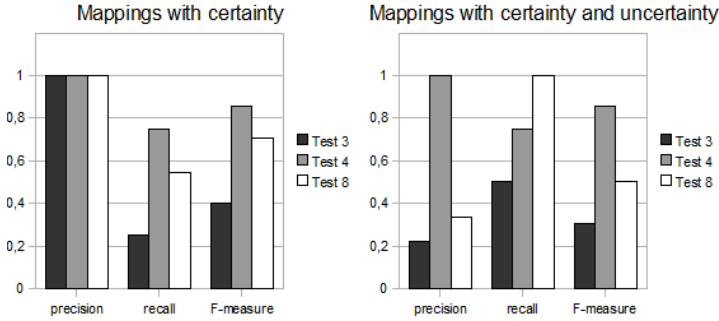 Mappings with certainty
1
0,8
0,6
0,4
0,2
0
precision recall F-measure
Test 3
Test 4
Test 8
Mappings with certainty and uncertainty
1
0,8
0,6
0,4
0,2
0
precision recall F-measure
Test 3
Test 4
Test 8